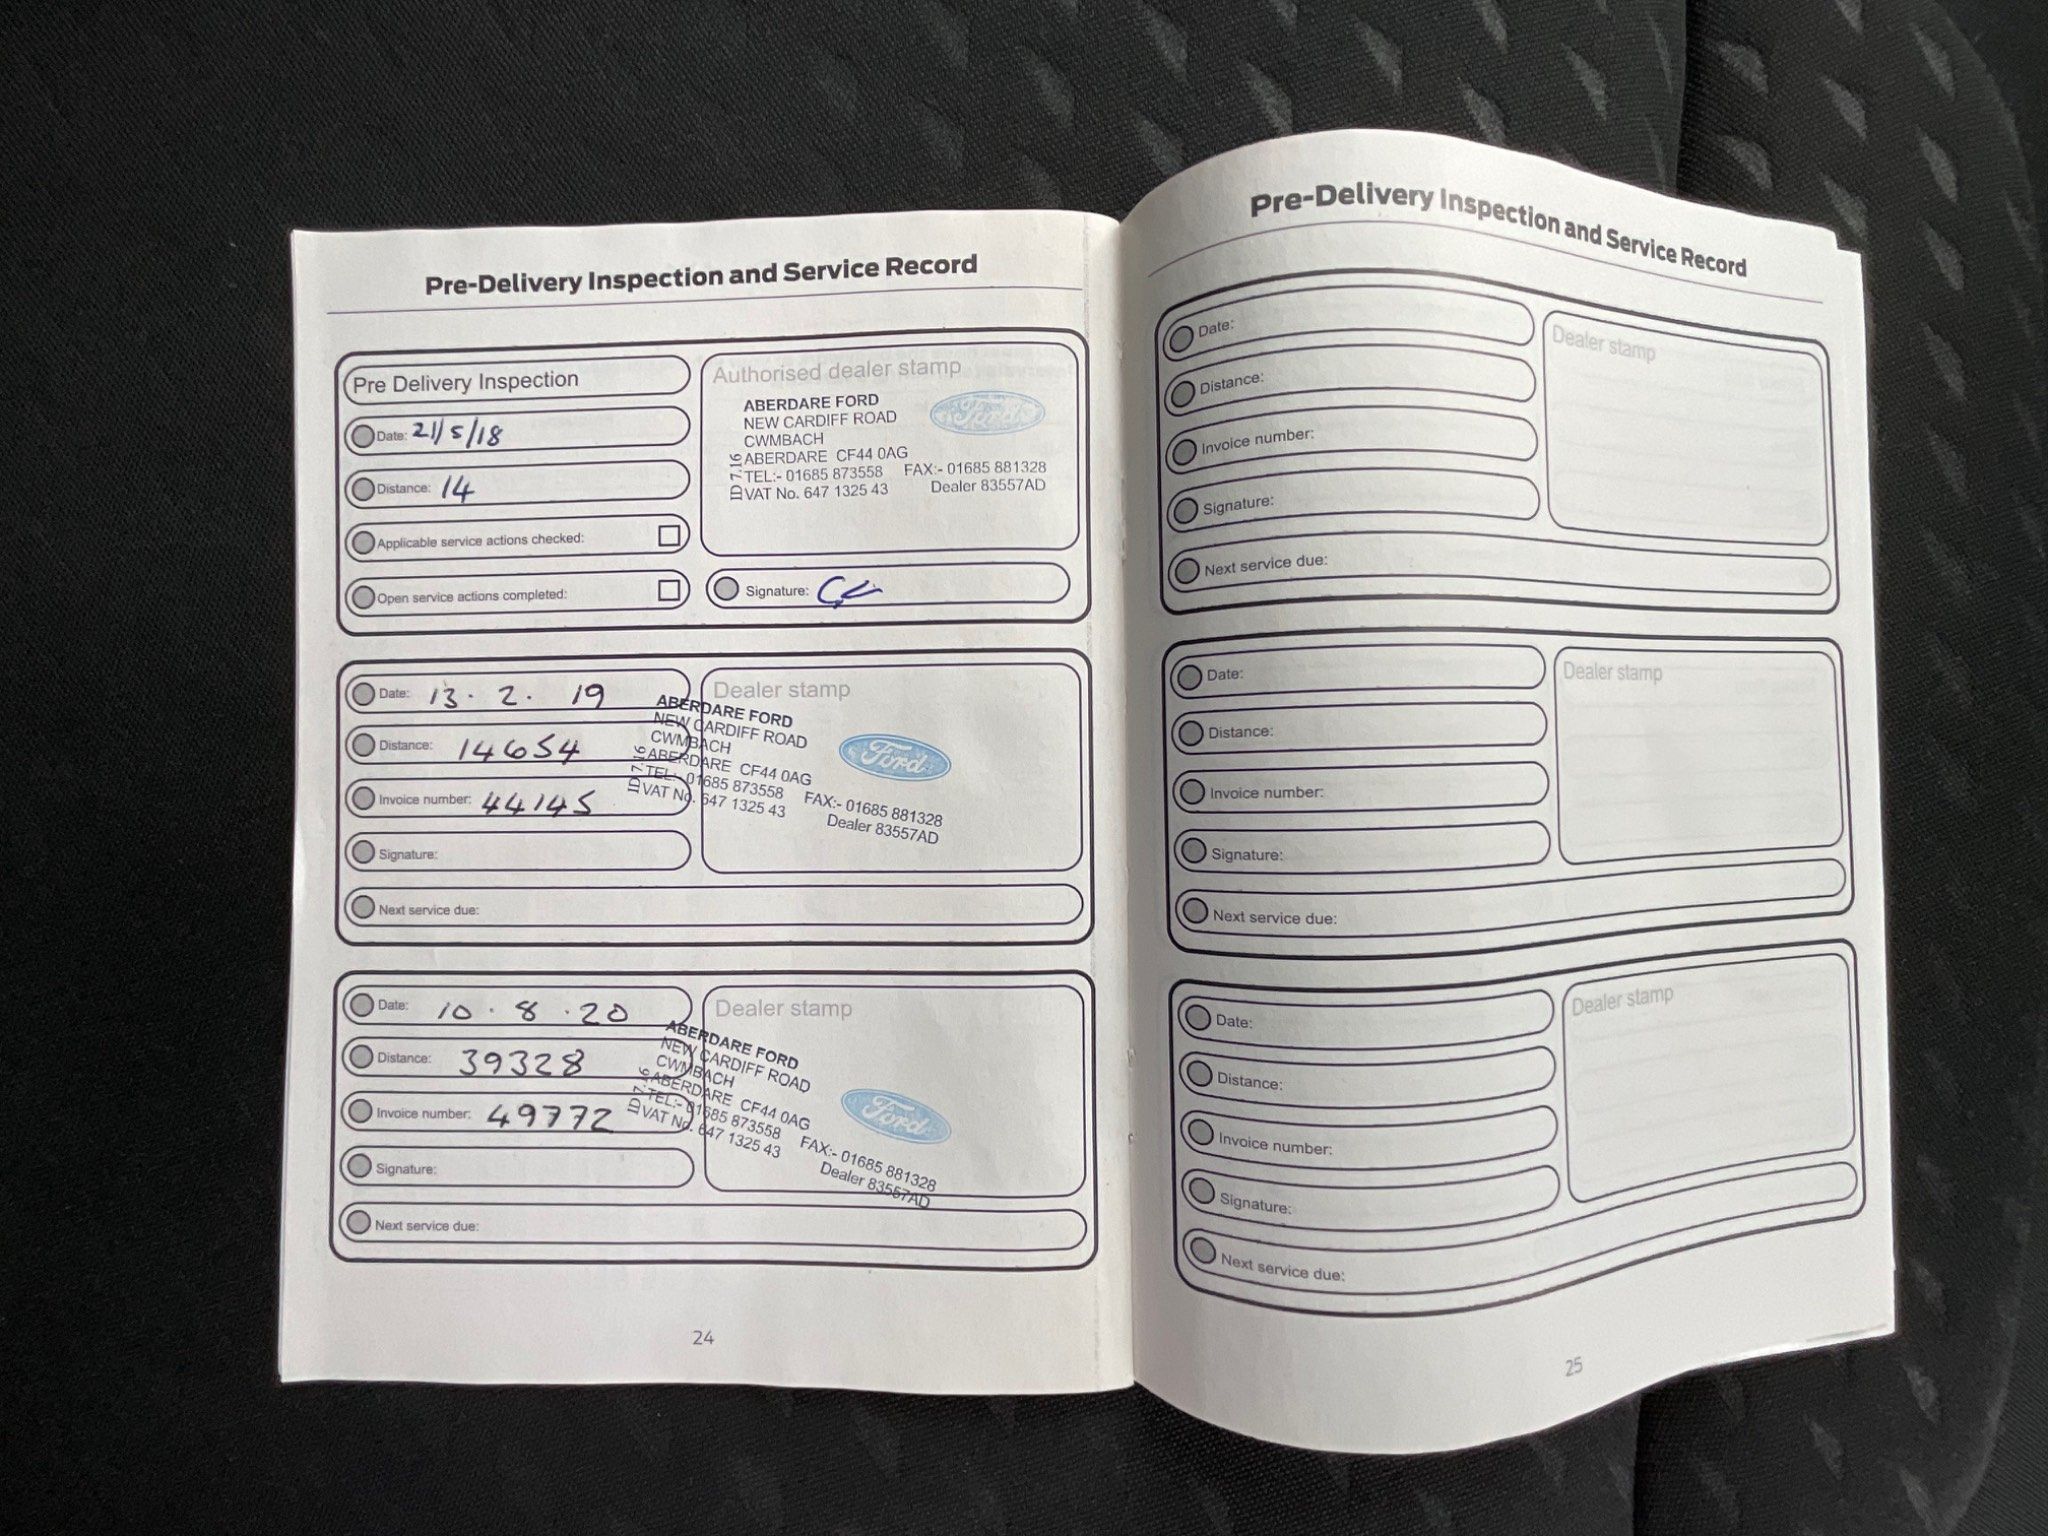 Pre-Delivery Inspection and Service Record
Pre Delivery Inspection
Date: 21/5/18
Distance: 14
Applicable service actions checked:
Open service actions completed:
Authorised dealer stamp
ABERDARE FORD
NEW CARDIFF ROAD
CWMBACH
ABERDARE CF44 0AG
TEL:- 01685 873558 FAX:- 01685 881328
VAT No. 647 1325 43 Dealer 83557AD
ID 7.16
Ford
Signature:
Date: 13. 2. 19
Distance: 14654
Invoice number: 44145
Signature:
Next service due:
Dealer stamp
ABERDARE FORD
NEW CARDIFF ROAD
CWMBACH
ABERDARE CF44 0AG
TEL:- 01685 873558 FAX:- 01685 881328
VAT No. 647 1325 43 Dealer 83557AD
ID 7.16
Ford
Date: 10. 8. 20
Distance: 39328
Invoice number: 49772
Signature:
Next service due:
Dealer stamp
ABERDARE FORD
NEW CARDIFF ROAD
CWMBACH
ABERDARE CF44 0AG
TEL:- 01685 873558 FAX:- 01685 881328
VAT No. 647 1325 43 Dealer 83557AD
ID 7.16
Ford
24
Pre-Delivery Inspection and Service Record
Date:
Distance:
Invoice number:
Signature:
Next service due:
Dealer stamp
Date:
Distance:
Invoice number:
Signature:
Next service due:
Dealer stamp
Date:
Distance:
Invoice number:
Signature:
Next service due:
Dealer stamp
25